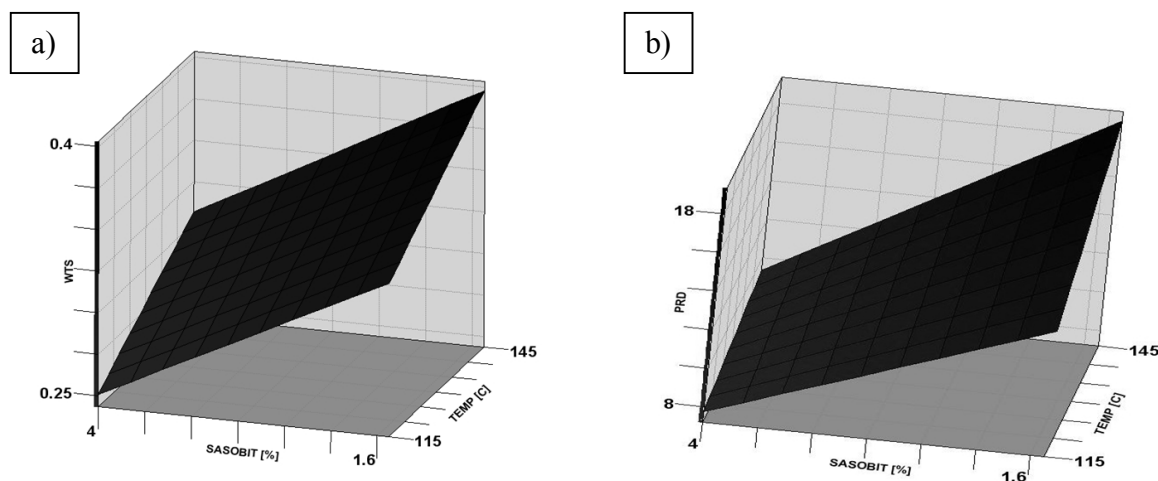 a)
0.4
WTS
0.25
4
SASOBIT [%]
1.6
115
TEMP [C]
145
b)
18
PRD
8
4
SASOBIT [%]
1.6
115
TEMP [C]
145